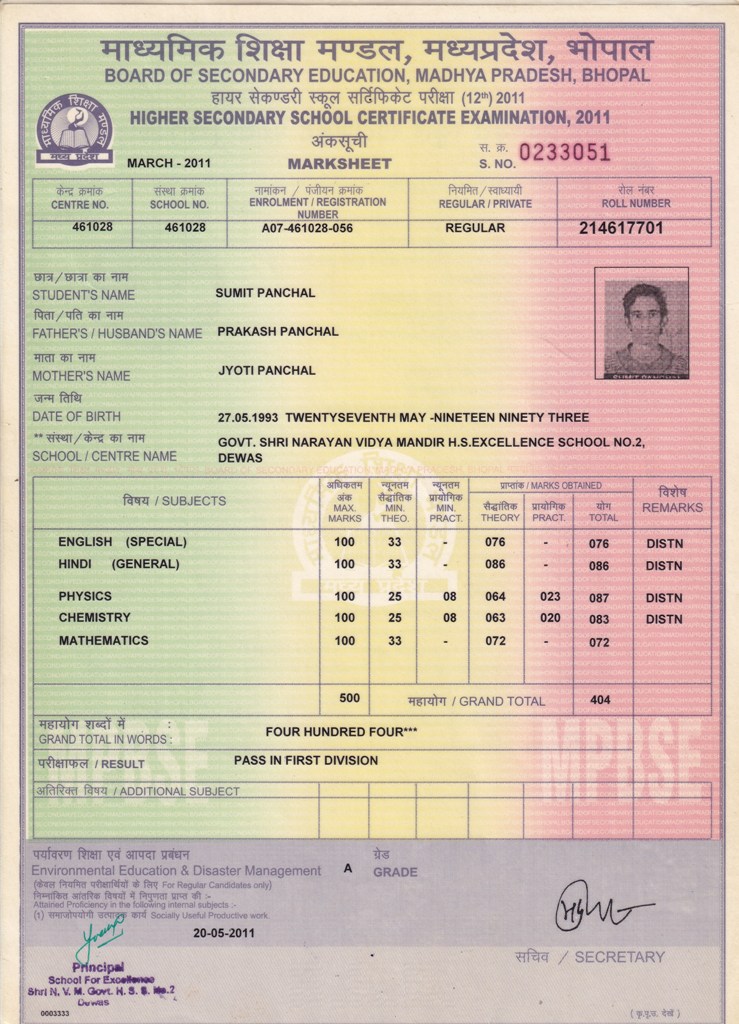 माध्यमिक शिक्षा मण्डल, मध्यप्रदेश, भोपाल
BOARD OF SECONDARY EDUCATION, MADHYA PRADESH, BHOPAL
हायर सेकण्डरी स्कूल सर्टिफिकेट परीक्षा (12th) 2011
HIGHER SECONDARY SCHOOL CERTIFICATE EXAMINATION, 2011
माध्यमिक शिक्षा मण्डल
मध्य प्रदेश
अंकसूची
MARCH - 2011 MARKSHEET
स. क्र.
S. NO. 0233051
केन्द्र क्रमांक संस्था क्रमांक नामांकन / पंजीयन क्रमांक नियमित/स्वाध्यायी रोल नंबर
CENTRE NO. SCHOOL NO. ENROLMENT / REGISTRATION NUMBER REGULAR / PRIVATE ROLL NUMBER
461028 461028 A07-461028-056 REGULAR 214617701
छात्र/छात्रा का नाम
STUDENT'S NAME SUMIT PANCHAL
पिता/पति का नाम
FATHER'S / HUSBAND'S NAME PRAKASH PANCHAL
माता का नाम
MOTHER'S NAME JYOTI PANCHAL
SUMIT PANCHAL
जन्म तिथि
DATE OF BIRTH 27.05.1993 TWENTYSEVENTH MAY -NINETEEN NINETY THREE
** संस्था/केन्द्र का नाम
SCHOOL / CENTRE NAME GOVT. SHRI NARAYAN VIDYA MANDIR H.S.EXCELLENCE SCHOOL NO.2,
DEWAS
विषय / SUBJECTS
अधिकतम अंक MAX. MARKS
न्यूनतम सैद्धांतिक MIN. THEO.
न्यूनतम प्रायोगिक MIN. PRACT.
प्राप्तांक / MARKS OBTAINED
सैद्धांतिक THEORY
प्रायोगिक PRACT.
योग TOTAL
विशेष REMARKS
ENGLISH (SPECIAL) 100 33 - 076 - 076 DISTN
HINDI (GENERAL) 100 33 - 086 - 086 DISTN
PHYSICS 100 25 08 064 023 087 DISTN
CHEMISTRY 100 25 08 063 020 083 DISTN
MATHEMATICS 100 33 - 072 - 072
500 महायोग / GRAND TOTAL 404
महायोग शब्दों में :
GRAND TOTAL IN WORDS : FOUR HUNDRED FOUR***
परीक्षाफल / RESULT PASS IN FIRST DIVISION
MPBSE MPBSE
अतिरिक्त विषय / ADDITIONAL SUBJECT
पर्यावरण शिक्षा एवं आपदा प्रबंधन ग्रेड
Environmental Education & Disaster Management A GRADE
(केवल नियमित परीक्षार्थियों के लिए For Regular Candidates only)
निम्नांकित आंतरिक विषयों में निपुणता प्राप्त की :-
Attained Proficiency in the following internal subjects :-
(1) समाजोपयोगी उत्पादक कार्य Socially Useful Productive work.
20-05-2011
सचिव / SECRETARY
Principal
School For Excellence
Shri N. V. M. Govt. H. S. S. No.2
Dewas
0003333
(कृ.पृ.प. देखें)